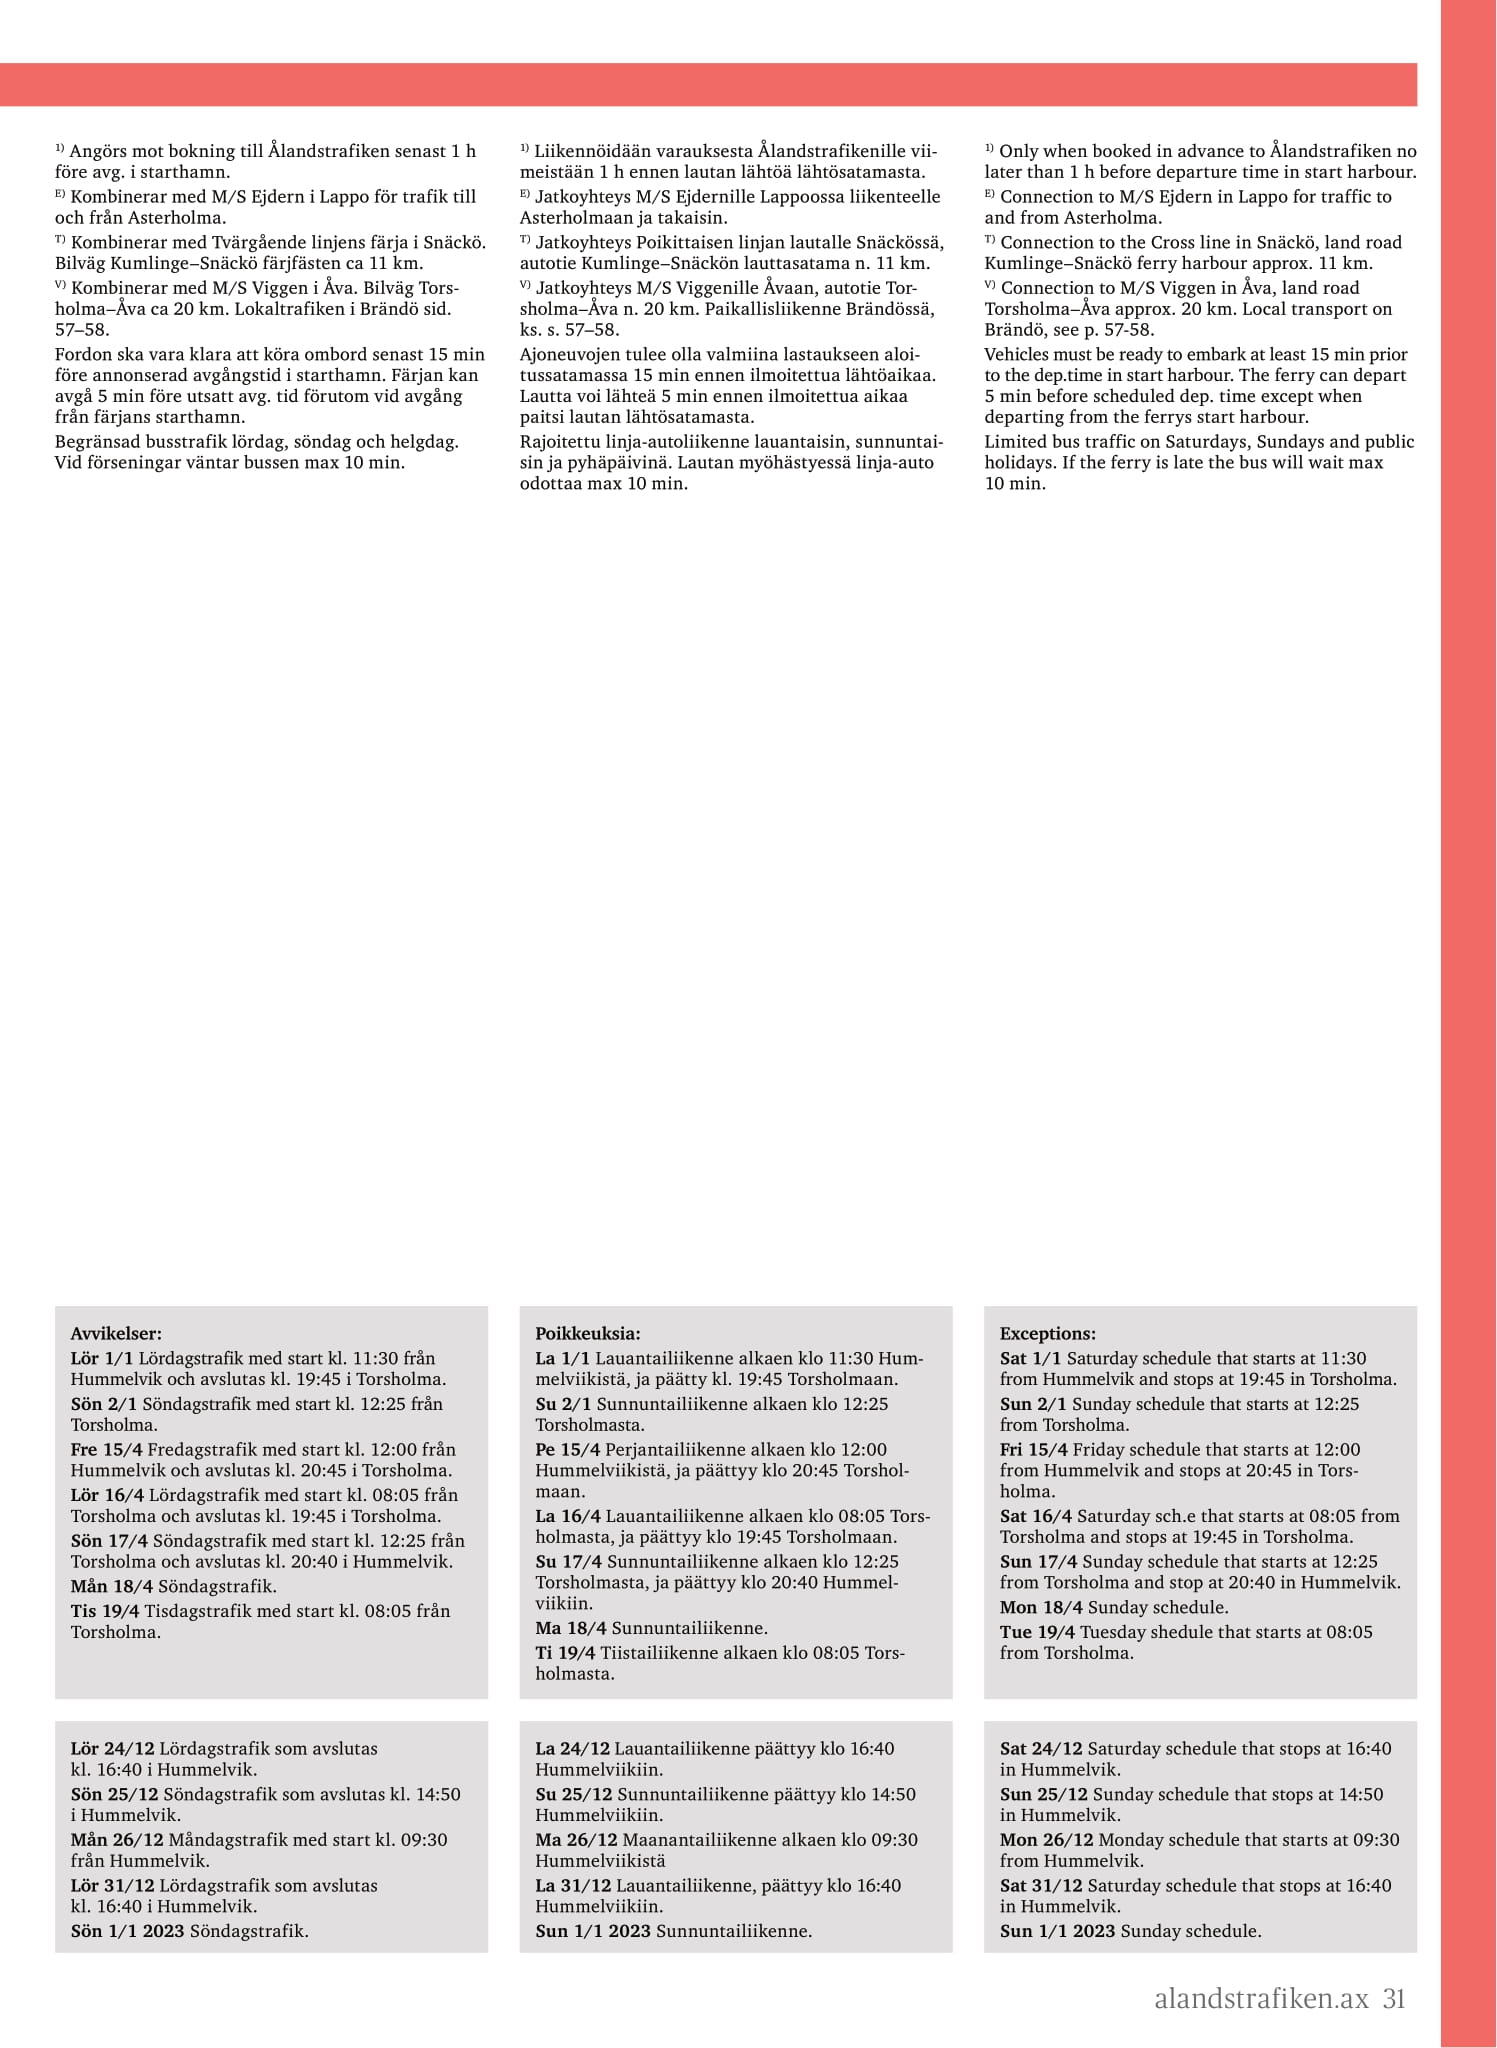 1) Angörs mot bokning till Ålandstrafiken senast 1 h
före avg. i starthamn.
E) Kombinerar med M/S Ejdern i Lappo för trafik till
och från Asterholma.
T) Kombinerar med Tvärgående linjens färja i Snäckö.
Bilväg Kumlinge–Snäckö färjfästen ca 11 km.
V) Kombinerar med M/S Viggen i Åva. Bilväg Tors-
holma–Åva ca 20 km. Lokaltrafiken i Brändö sid.
57–58.
Fordon ska vara klara att köra ombord senast 15 min
före annonserad avgångstid i starthamn. Färjan kan
avgå 5 min före utsatt avg. tid förutom vid avgång
från färjans starthamn.
Begränsad busstrafik lördag, söndag och helgdag.
Vid förseningar väntar bussen max 10 min.
1) Liikennöidään varauksesta Ålandstrafikenille vii-
meistään 1 h ennen lautan lähtöä lähtösatamasta.
E) Jatkoyhteys M/S Ejdernille Lappoossa liikenteelle
Asterholmaan ja takaisin.
T) Jatkoyhteys Poikittaisen linjan lautalle Snäckössä,
autotie Kumlinge–Snäckön lauttasatama n. 11 km.
V) Jatkoyhteys M/S Viggenille Åvaan, autotie Tor-
sholma–Åva n. 20 km. Paikallisliikenne Brändössä,
ks. s. 57–58.
Ajoneuvojen tulee olla valmiina lastaukseen aloi-
tussatamassa 15 min ennen ilmoitettua lähtöaikaa.
Lautta voi lähteä 5 min ennen ilmoitettua aikaa
paitsi lautan lähtösatamasta.
Rajoitettu linja-autoliikenne lauantaisin, sunnuntai-
sin ja pyhäpäivinä. Lautan myöhästyessä linja-auto
odottaa max 10 min.
1) Only when booked in advance to Ålandstrafiken no
later than 1 h before departure time in start harbour.
E) Connection to M/S Ejdern in Lappo for traffic to
and from Asterholma.
T) Connection to the Cross line in Snäckö, land road
Kumlinge–Snäckö ferry harbour approx. 11 km.
V) Connection to M/S Viggen in Åva, land road
Torsholma–Åva approx. 20 km. Local transport on
Brändö, see p. 57-58.
Vehicles must be ready to embark at least 15 min prior
to the dep.time in start harbour. The ferry can depart
5 min before scheduled dep. time except when
departing from the ferrys start harbour.
Limited bus traffic on Saturdays, Sundays and public
holidays. If the ferry is late the bus will wait max
10 min.
Avvikelser:
Lör 1/1 Lördagstrafik med start kl. 11:30 från
Hummelvik och avslutas kl. 19:45 i Torsholma.
Sön 2/1 Söndagstrafik med start kl. 12:25 från
Torsholma.
Fre 15/4 Fredagstrafik med start kl. 12:00 från
Hummelvik och avslutas kl. 20:45 i Torsholma.
Lör 16/4 Lördagstrafik med start kl. 08:05 från
Torsholma och avslutas kl. 19:45 i Torsholma.
Sön 17/4 Söndagstrafik med start kl. 12:25 från
Torsholma och avslutas kl. 20:40 i Hummelvik.
Mån 18/4 Söndagstrafik.
Tis 19/4 Tisdagstrafik med start kl. 08:05 från
Torsholma.
Poikkeuksia:
La 1/1 Lauantailiikenne alkaen klo 11:30 Hum-
melviikistä, ja päätty kl. 19:45 Torsholmaan.
Su 2/1 Sunnuntailiikenne alkaen klo 12:25
Torsholmasta.
Pe 15/4 Perjantailiikenne alkaen klo 12:00
Hummelviikistä, ja päättyy klo 20:45 Torshol-
maan.
La 16/4 Lauantailiikenne alkaen klo 08:05 Tors-
holmasta, ja päättyy klo 19:45 Torsholmaan.
Su 17/4 Sunnuntailiikenne alkaen klo 12:25
Torsholmasta, ja päättyy klo 20:40 Hummel-
viikiin.
Ma 18/4 Sunnuntailiikenne.
Ti 19/4 Tiistailiikenne alkaen klo 08:05 Tors-
holmasta.
Exceptions:
Sat 1/1 Saturday schedule that starts at 11:30
from Hummelvik and stops at 19:45 in Torsholma.
Sun 2/1 Sunday schedule that starts at 12:25
from Torsholma.
Fri 15/4 Friday schedule that starts at 12:00
from Hummelvik and stops at 20:45 in Tors-
holma.
Sat 16/4 Saturday sch.e that starts at 08:05 from
Torsholma and stops at 19:45 in Torsholma.
Sun 17/4 Sunday schedule that starts at 12:25
from Torsholma and stop at 20:40 in Hummelvik.
Mon 18/4 Sunday schedule.
Tue 19/4 Tuesday shedule that starts at 08:05
from Torsholma.
Lör 24/12 Lördagstrafik som avslutas
kl. 16:40 i Hummelvik.
Sön 25/12 Söndagstrafik som avslutas kl. 14:50
i Hummelvik.
Mån 26/12 Måndagstrafik med start kl. 09:30
från Hummelvik.
Lör 31/12 Lördagstrafik som avslutas
kl. 16:40 i Hummelvik.
Sön 1/1 2023 Söndagstrafik.
La 24/12 Lauantailiikenne päättyy klo 16:40
Hummelviikiin.
Su 25/12 Sunnuntailiikenne päättyy klo 14:50
Hummelviikiin.
Ma 26/12 Maanantailiikenne alkaen klo 09:30
Hummelviikistä
La 31/12 Lauantailiikenne, päättyy klo 16:40
Hummelviikiin.
Sun 1/1 2023 Sunnuntailiikenne.
Sat 24/12 Saturday schedule that stops at 16:40
in Hummelvik.
Sun 25/12 Sunday schedule that stops at 14:50
in Hummelvik.
Mon 26/12 Monday schedule that starts at 09:30
from Hummelvik.
Sat 31/12 Saturday schedule that stops at 16:40
in Hummelvik.
Sun 1/1 2023 Sunday schedule.
alandstrafiken.ax 31